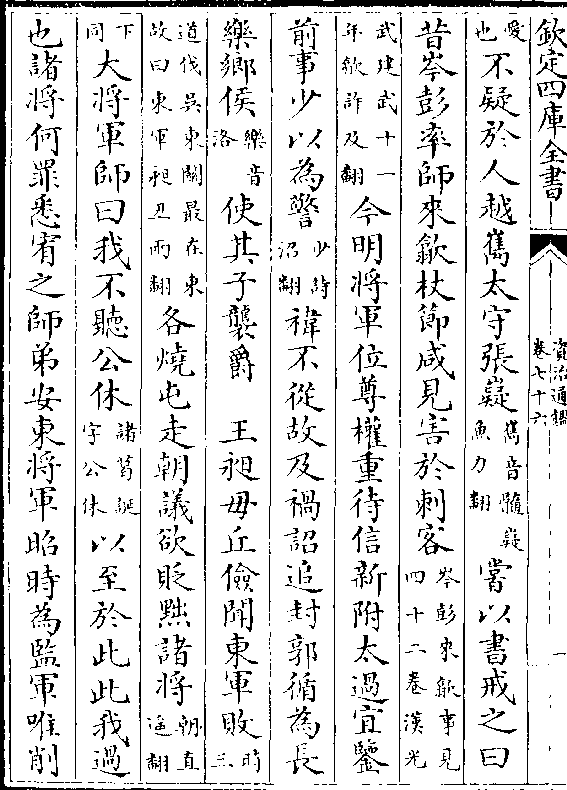 欽定四庫全書
資治通鑑
卷七十六
一
愛也不疑於人越嶲太守張嶷嶲音髓嶷魚力翻嘗以書戒之曰
昔岑彭率師來歙杖節咸見害於刺客岑彭來歙事見四十二卷漢光
武建武十一年歙許及翻今明將軍位尊權重待信新附太過宜鑒
前事少以為警少詩沼翻禕不從故及禍詔追封郭循為長
樂鄉侯樂音洛使其子襲爵　王昶毋丘儉聞東軍敗時三
道伐吳東關最在東故曰東軍昶丑兩翻各燒屯走朝議欲貶黜諸將朝直遥翻
下同大將軍師曰我不聽公休諸葛誕字公休以至於此此我過
也諸將何罪悉宥之師弟安東將軍昭時為監軍唯削